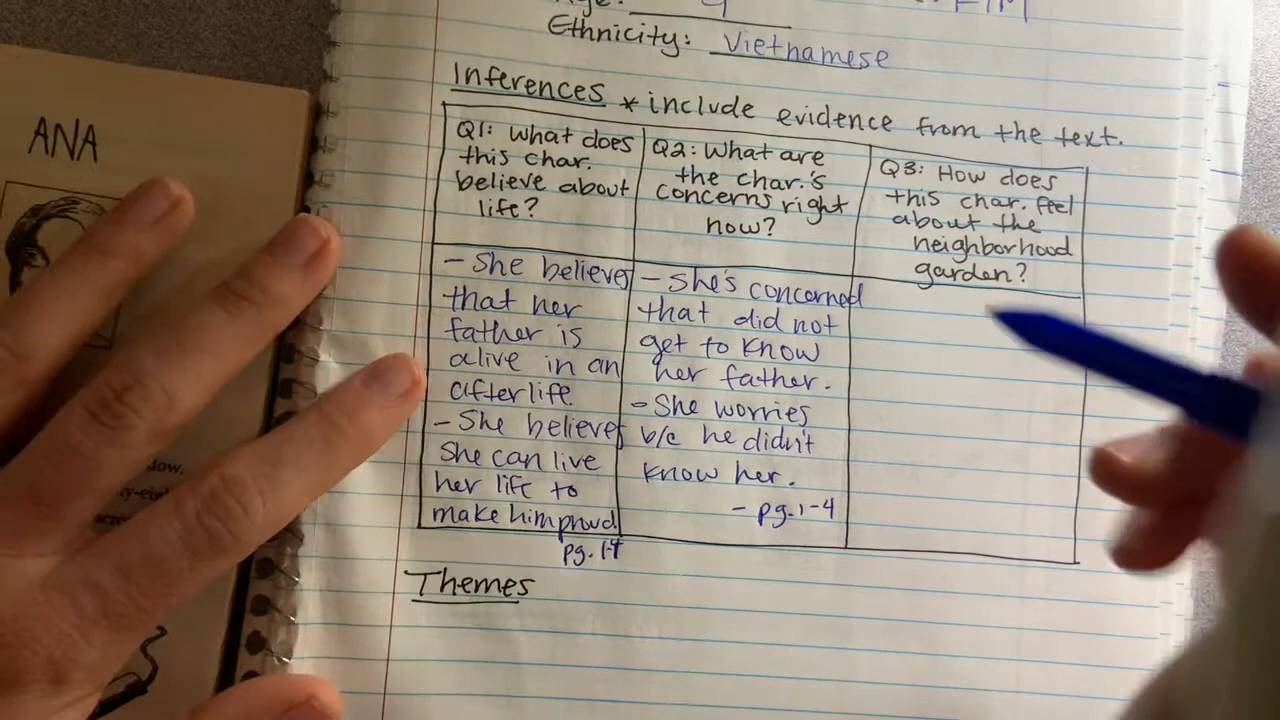 9
Ethnicity: Vietnamese
Inferences *include evidence from the text.
Q1: What does
this char.
believe about
life?
Q2: What are
the char.'s
concerns right
now?
Q3: How does
this char. feel
about the
neighborhood
garden?
- She believes
that her
father is
alive in an
afterlife.
- She believes
She can live
her life to
make him proud
pg. 1-4
- She's concerned
that did not
get to know
her father.
- She worries
b/c he didn't
know her.
- pg. 1-4
Themes
ANA
dow.